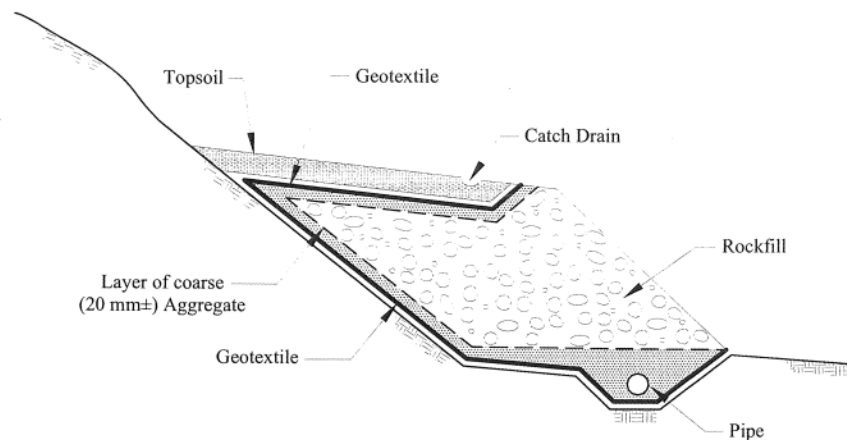 Topsoil
Geotextile
Catch Drain
Rockfill
Layer of coarse
(20 mm±) Aggregate
Geotextile
Pipe